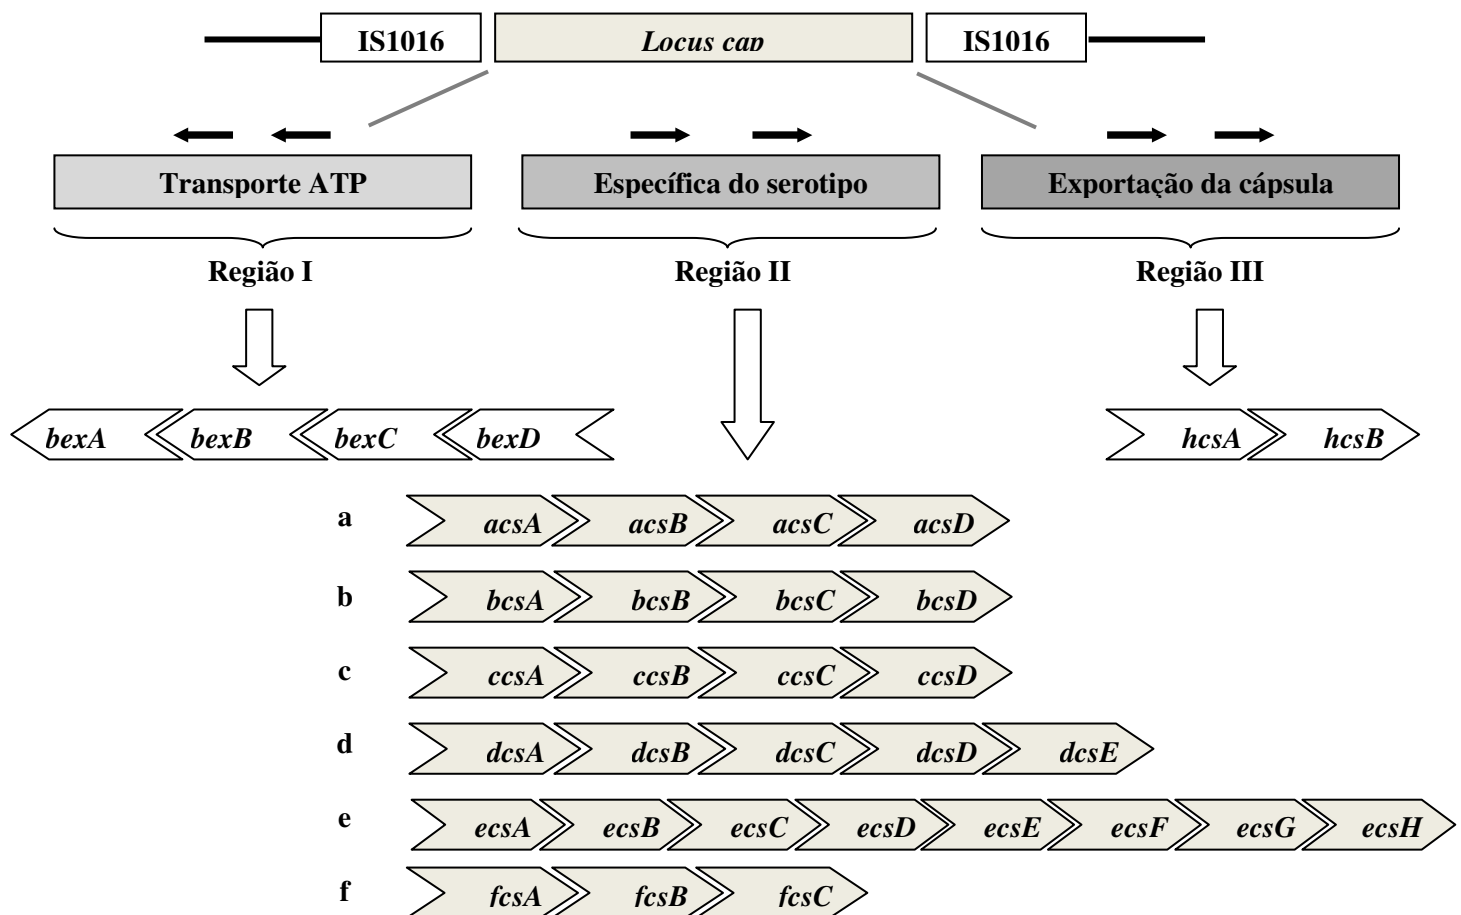 IS1016 Locus cap IS1016
Transporte ATP Específica do serotipo Exportação da cápsula
Região I Região II Região III
bexA bexB bexC bexD hcsA hcsB
a acsA acsB acsC acsD
b bcsA bcsB bcsC bcsD
c ccsA ccsB ccsC ccsD
d dcsA dcsB dcsC dcsD dcsE
e ecsA ecsB ecsC ecsD ecsE ecsF ecsG ecsH
f fcsA fcsB fcsC